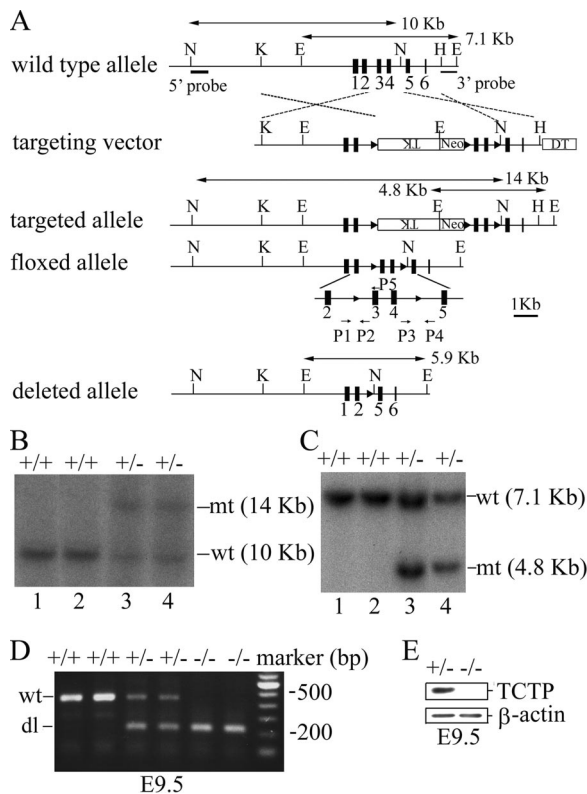 A
10 Kb
7.1 Kb
N K E N H E
wild type allele
1 2 3 4 5 6
5' probe 3' probe
K E E N H
targeting vector
TK Neo DT
14 Kb
4.8 Kb
N K E E N H E
targeted allele
TK Neo
N K E N E
floxed allele
P5
2 3 4 5
1Kb
P1 P2 P3 P4
5.9 Kb
N K E N E
deleted allele
1 2 5 6
B
+/+ +/+ +/- +/-
mt (14 Kb)
wt (10 Kb)
1 2 3 4
C
+/+ +/+ +/- +/-
wt (7.1 Kb)
mt (4.8 Kb)
1 2 3 4
D
+/+ +/+ +/- +/- -/- -/- marker (bp)
wt -500
dl -200
E9.5
E
+/- -/-
TCTP
β-actin
E9.5